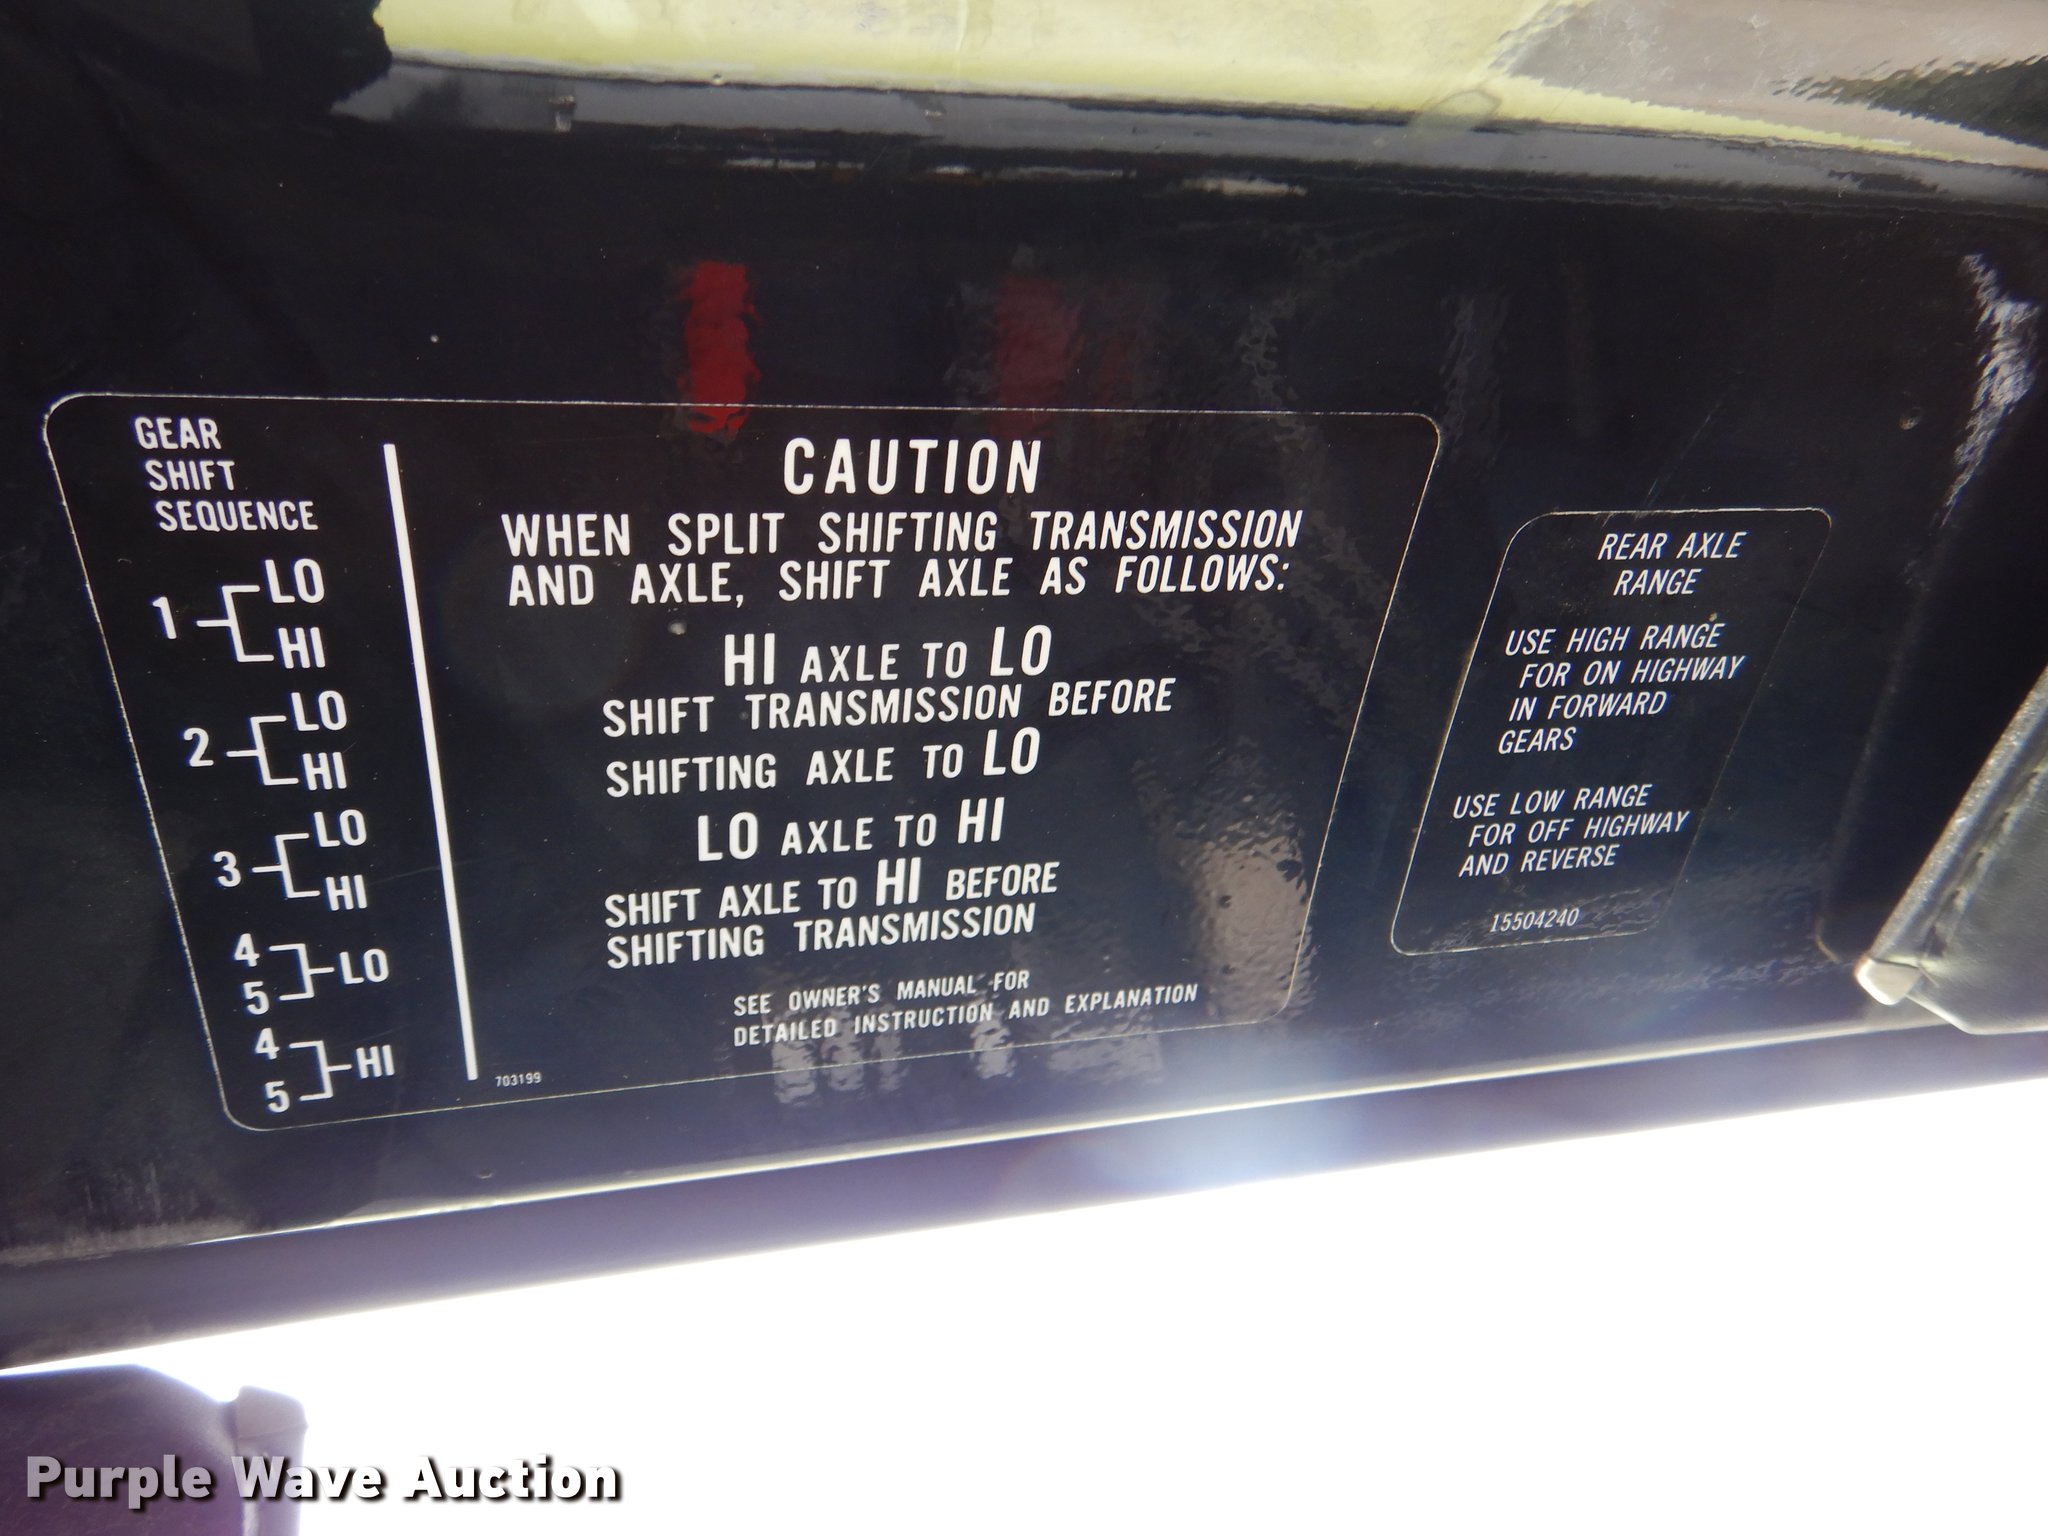 GEAR
SHIFT
SEQUENCE
1 LO
HI
2 LO
HI
3 LO
HI
4
5 LO
4
5 HI
CAUTION
WHEN SPLIT SHIFTING TRANSMISSION
AND AXLE, SHIFT AXLE AS FOLLOWS:
HI AXLE TO LO
SHIFT TRANSMISSION BEFORE
SHIFTING AXLE TO LO
LO AXLE TO HI
SHIFT AXLE TO HI BEFORE
SHIFTING TRANSMISSION
SEE OWNER'S MANUAL FOR
DETAILED INSTRUCTION AND EXPLANATION
703199
REAR AXLE
RANGE
USE HIGH RANGE
FOR ON HIGHWAY
IN FORWARD
GEARS
USE LOW RANGE
FOR OFF HIGHWAY
AND REVERSE
15504240
Purple Wave Auction